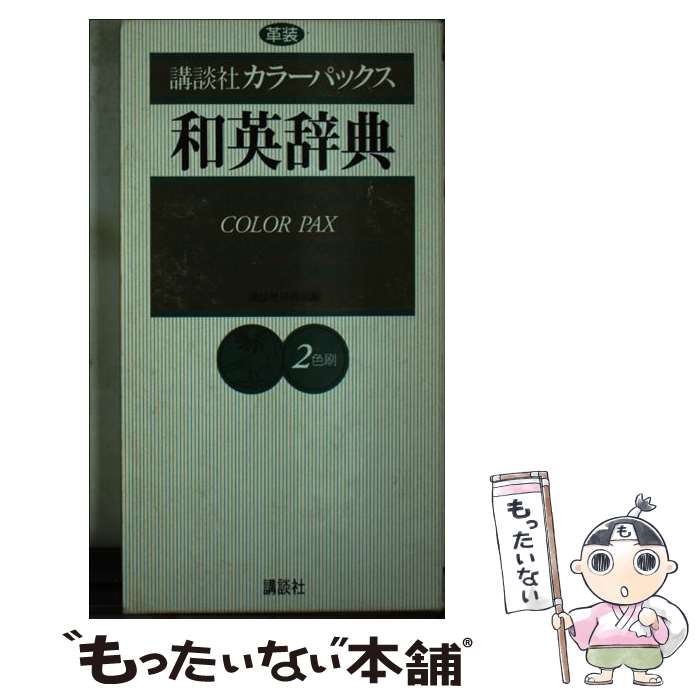 革装
講談社カラーパックス
和英辞典
COLOR PAX
2色刷
講談社
もったいない
も
“もったいない”本舗